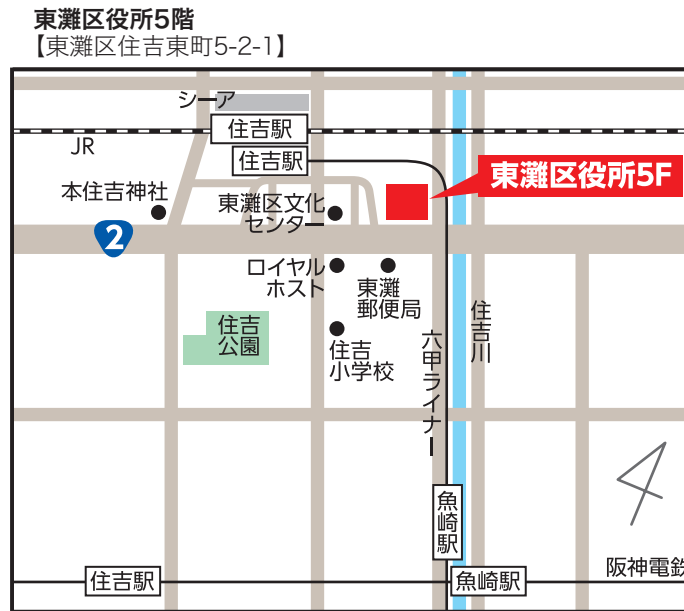 東灘区役所5階
【東灘区住吉東町5-2-1】
シーア
住吉駅
JR
住吉駅
東灘区役所5F
本住吉神社
東灘区文化
センター
2
ロイヤル
ホスト
東灘
郵便局
住吉
公園
住吉
小学校
六甲ライナー
住吉川
魚崎駅
阪神電鉄
住吉駅
魚崎駅